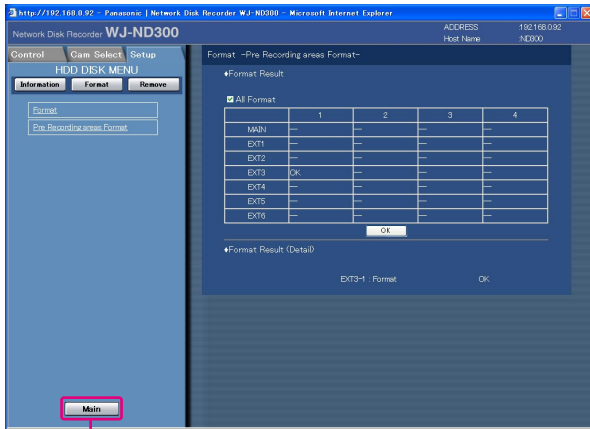 http://192.168.0.92 - Panasonic | Network Disk Recorder WJ-ND300 - Microsoft Internet Explorer
Network Disk Recorder WJ-ND300
ADDRESS :192.168.0.92
Host Name :ND300
Control Cam Select Setup
HDD DISK MENU
Information Format Remove
Format
Pre Recording areas Format
Format -Pre Recording areas Format-
♦Format Result
All Format
1 2 3 4
MAIN — — — —
EXT1 — — — —
EXT2 — — — —
EXT3 OK — — —
EXT4 — — — —
EXT5 — — — —
EXT6 — — — —
OK
♦Format Result (Detail)
EXT3-1 : Format OK
Main